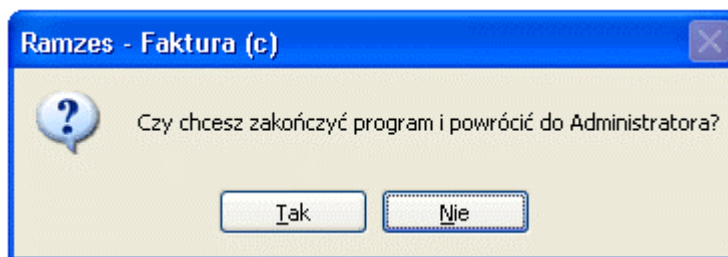 Ramzes - Faktura (c)
Czy chcesz zakończyć program i powrócić do Administratora?
Tak Nie